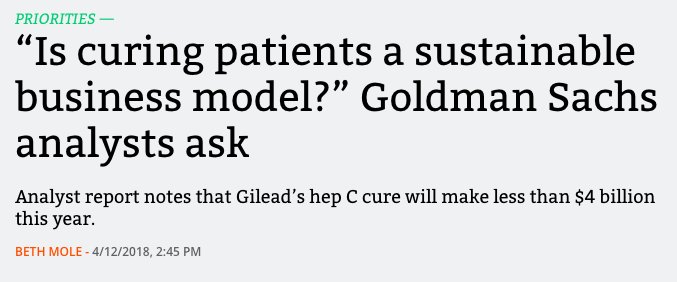 PRIORITIES —
“Is curing patients a sustainable
business model?” Goldman Sachs
analysts ask
Analyst report notes that Gilead’s hep C cure will make less than $4 billion
this year.
BETH MOLE - 4/12/2018, 2:45 PM